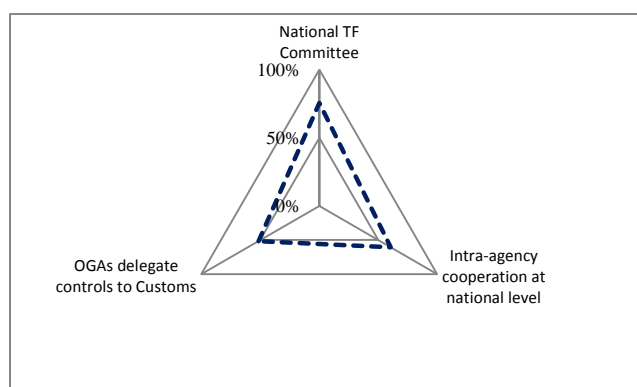 National TF
Committee
100%
50%
0%
OGAs delegate
controls to Customs
Intra-agency
cooperation at
national level